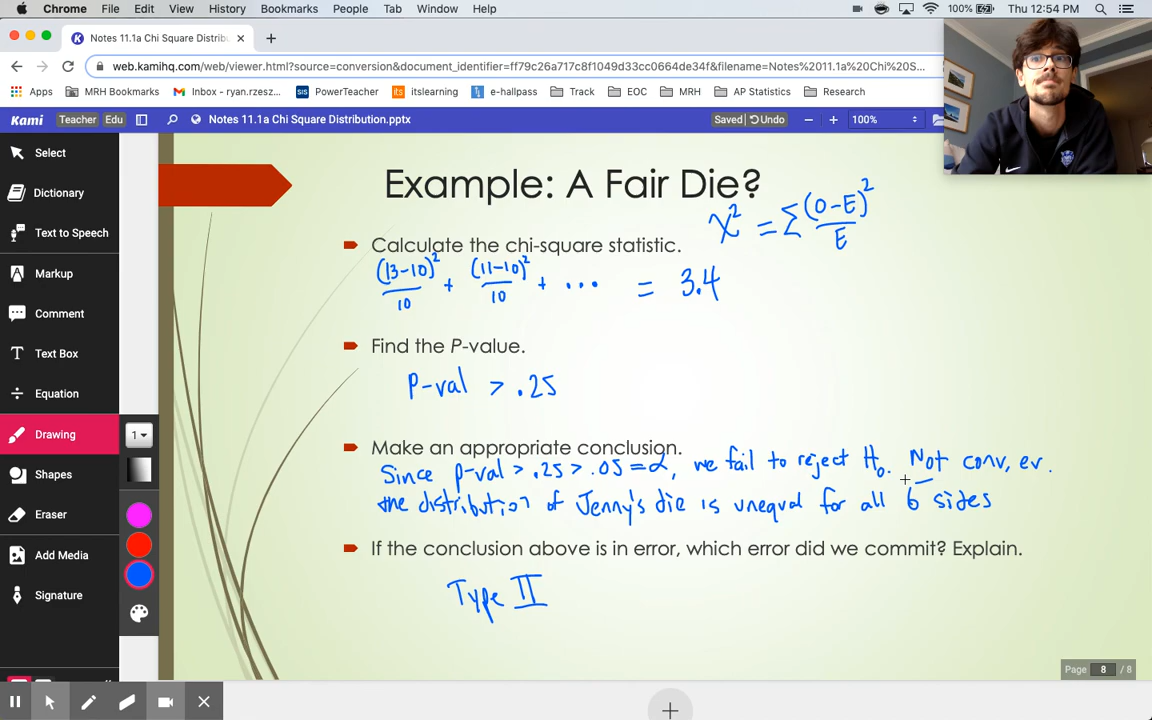 Chrome File Edit View History Bookmarks People Tab Window Help 100% Thu 12:54 PM
Notes 11.1a Chi Square Distrib
web.kamihq.com/web/viewer.html?source=conversion&document_identifier=ff79c26a717c8f1049d33cc0664de34f&filename=Notes%2011.1a%20Chi%20S...
Apps MRH Bookmarks Inbox - ryan.rzesz... SIS PowerTeacher its itslearning e-hallpass Track EOC MRH AP Statistics Research
Kami Teacher Edu Notes 11.1a Chi Square Distribution.pptx Saved Undo 100%
Select
Dictionary
Text to Speech
Markup
Comment
Text Box
Equation
Drawing
1
Shapes
Eraser
Add Media
Signature
Example: A Fair Die?
χ² = Σ (O-E)²/E
Calculate the chi-square statistic.
(13-10)²/10 + (11-10)²/10 + ... = 3.4
Find the P-value.
P-val > .25
Make an appropriate conclusion.
Since p-val > .25 > .05 = α, we fail to reject H₀. Not conv. ev.
the distribution of Jenny's die is unequal for all 6 sides
If the conclusion above is in error, which error did we commit? Explain.
Type II
Page 8 / 8